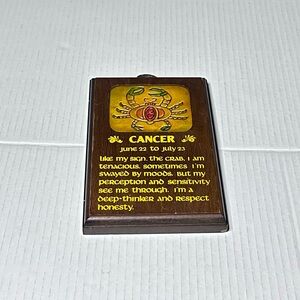 CANCER
june 22 to july 23
like my sign, the crab, i am
tenacious. sometimes i'm
swayed by moods. but my
perception and sensitivity
see me through. i'm a
deep-thinker and respect
honesty.